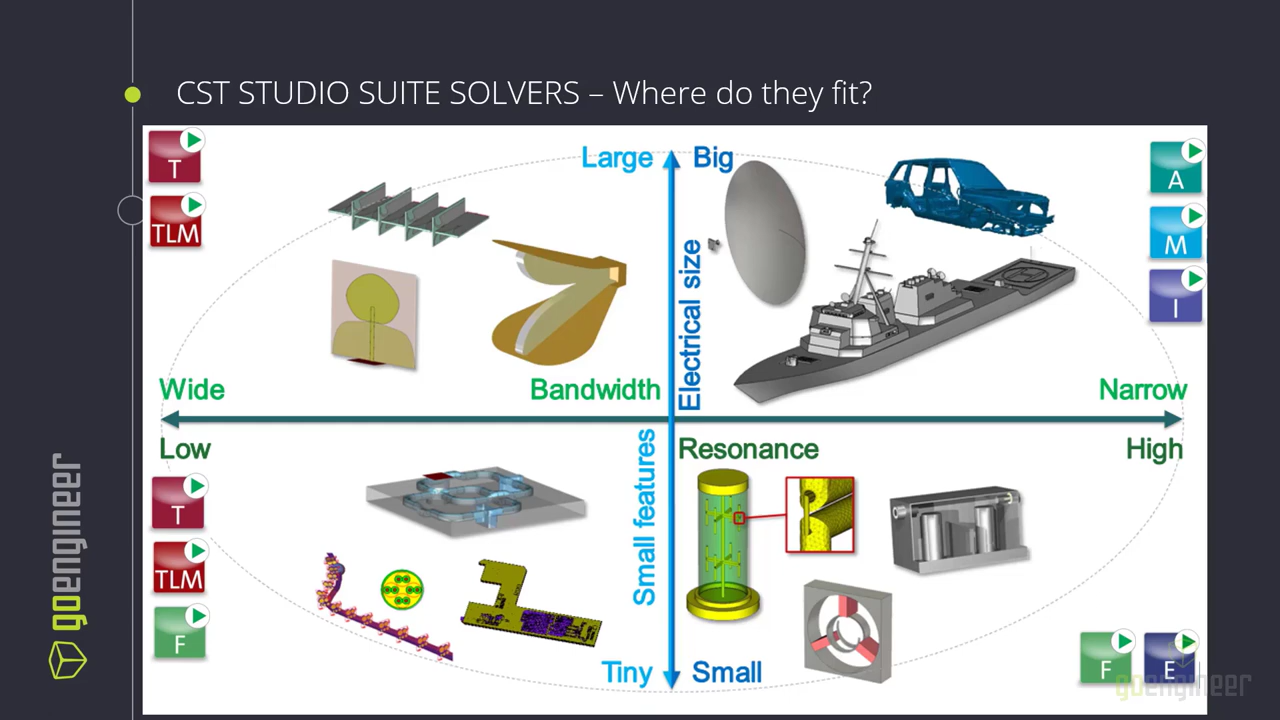 CST STUDIO SUITE SOLVERS – Where do they fit?
T
TLM
Large
Big
A
M
I
Electrical size
Wide
Bandwidth
Narrow
Low
Resonance
High
Small features
T
TLM
F
Tiny
Small
F
E
goengineer
goengineer